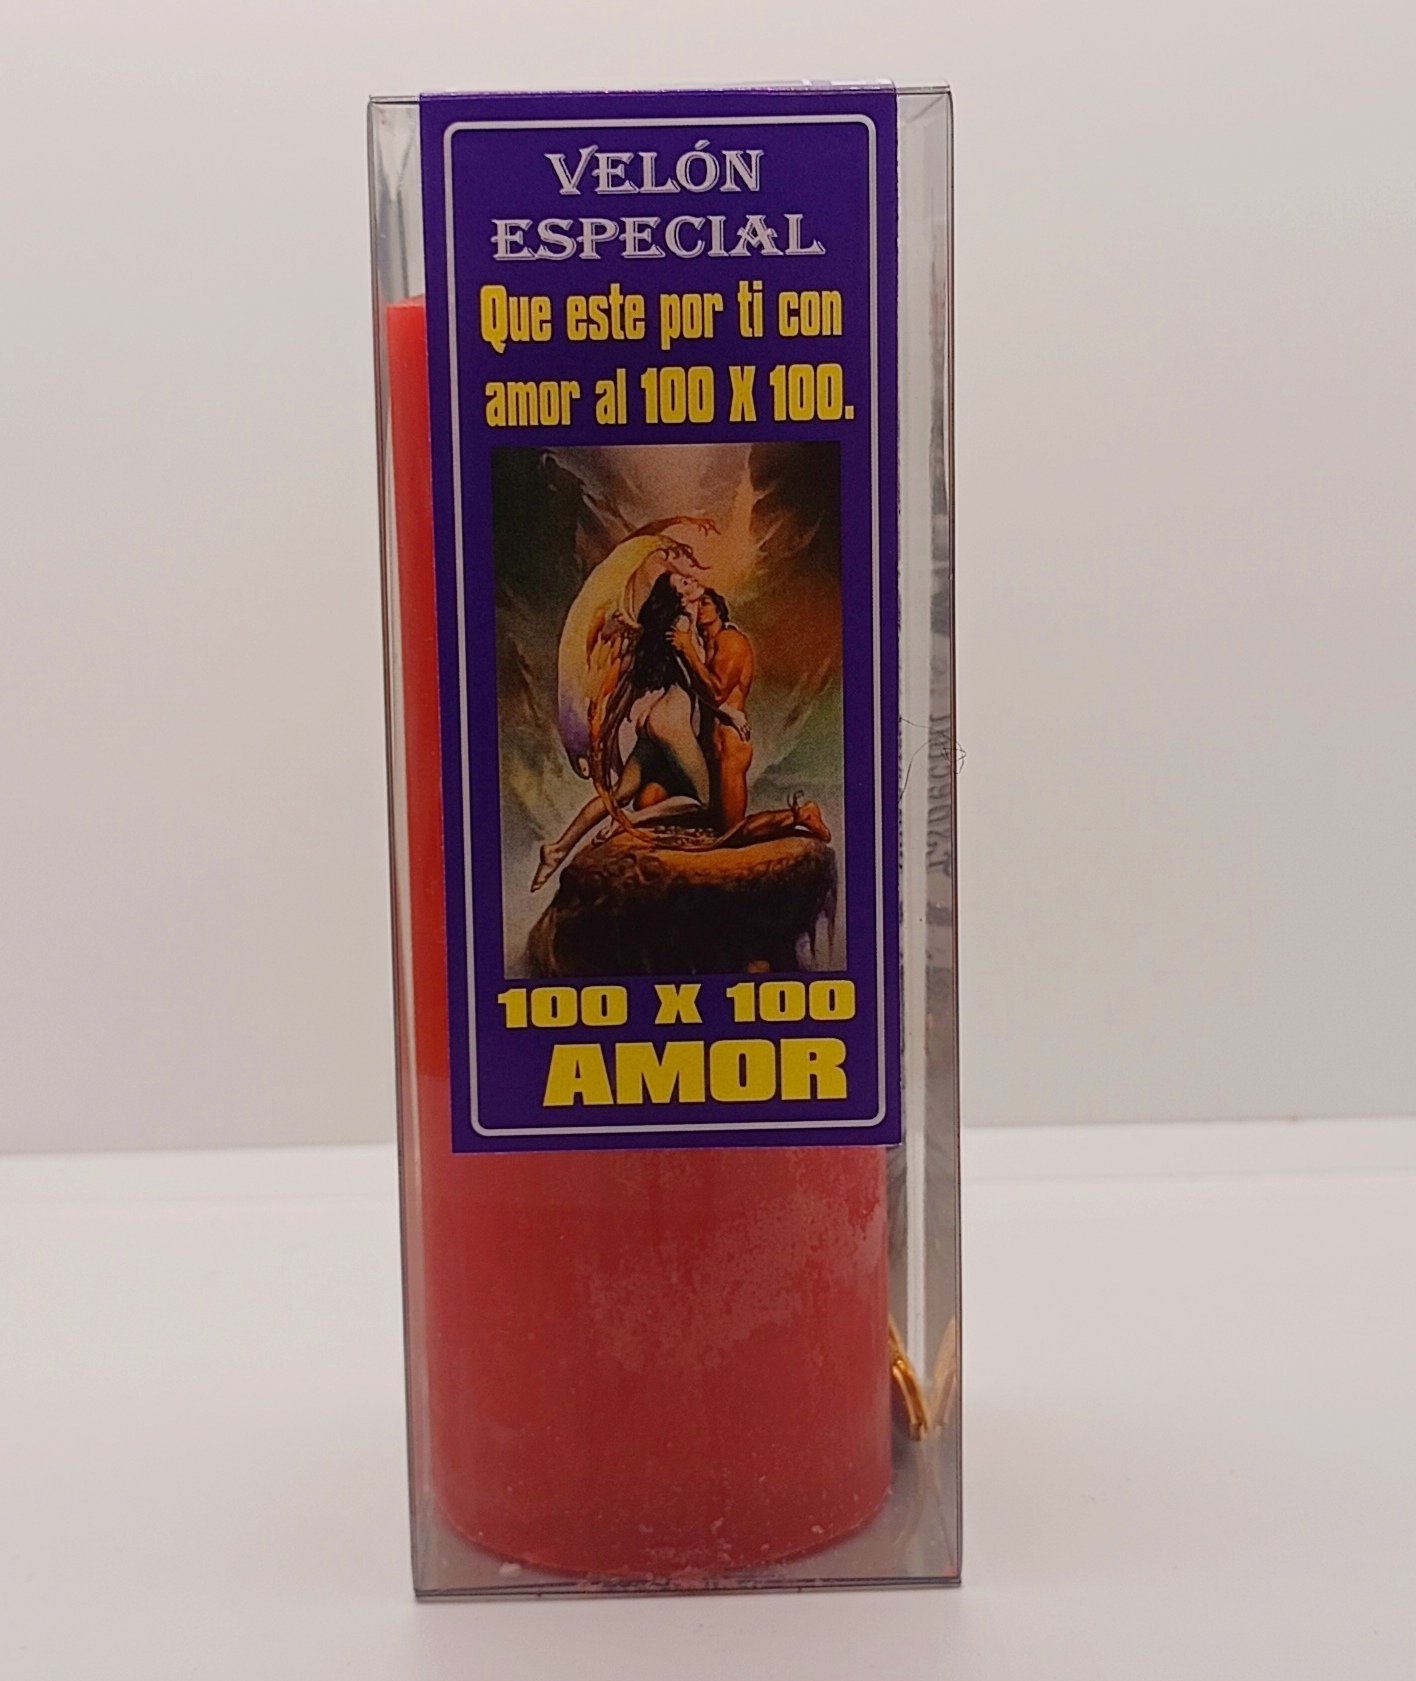 VELÓN
ESPECIAL
Que este por ti con
amor al 100 X 100.
100 X 100
AMOR